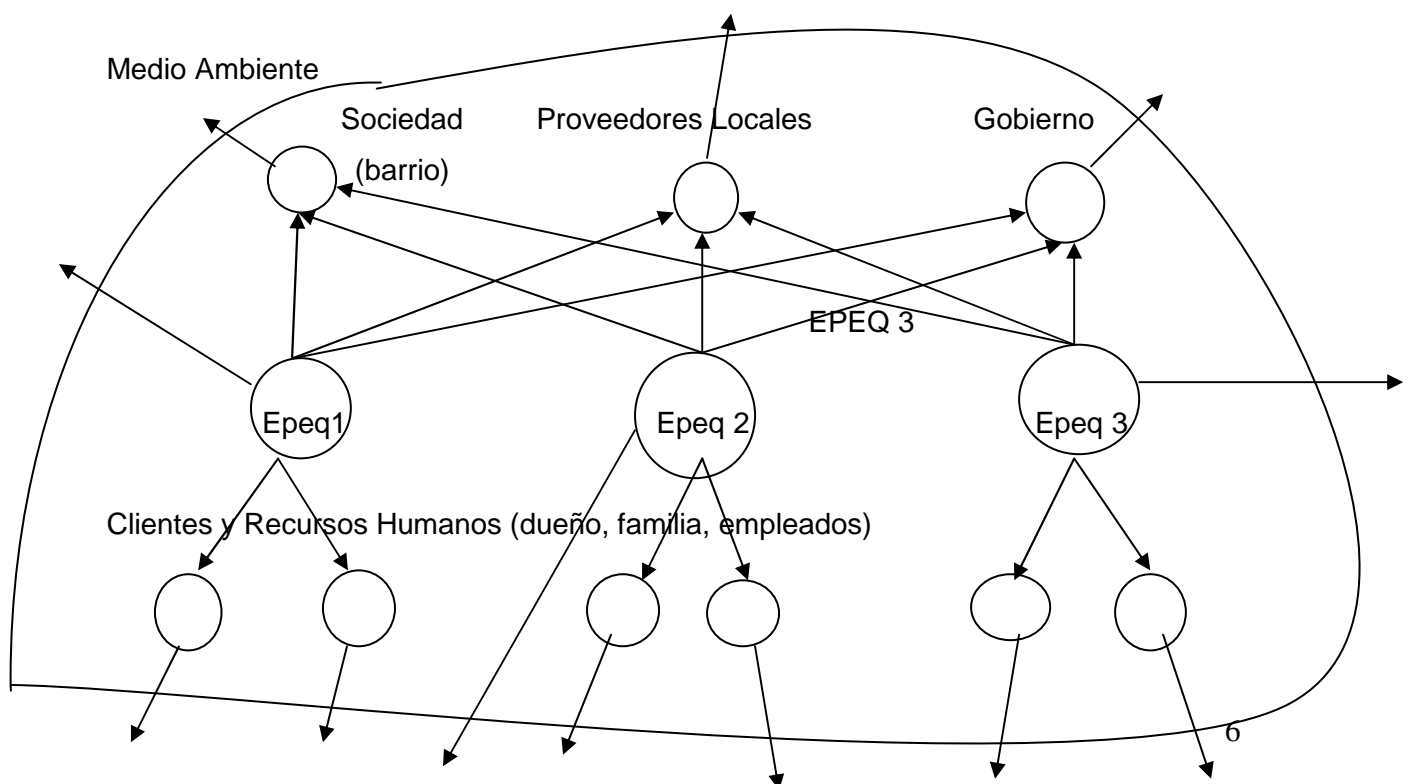 Medio Ambiente
Sociedad
Proveedores Locales
Gobierno
(barrio)
EPEQ 3
Epeq1
Epeq 2
Epeq 3
Clientes y Recursos Humanos (dueño, familia, empleados)
6